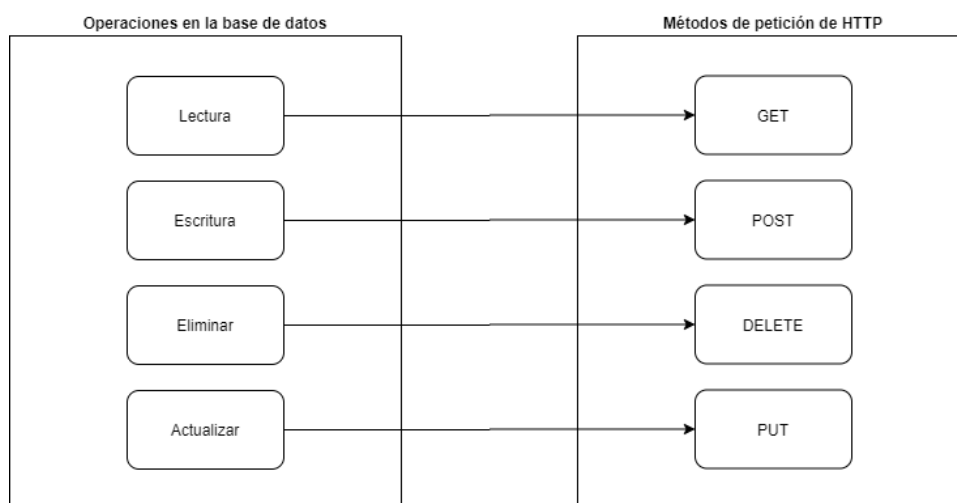 Operaciones en la base de datos
Métodos de petición de HTTP
Lectura
GET
Escritura
POST
Eliminar
DELETE
Actualizar
PUT